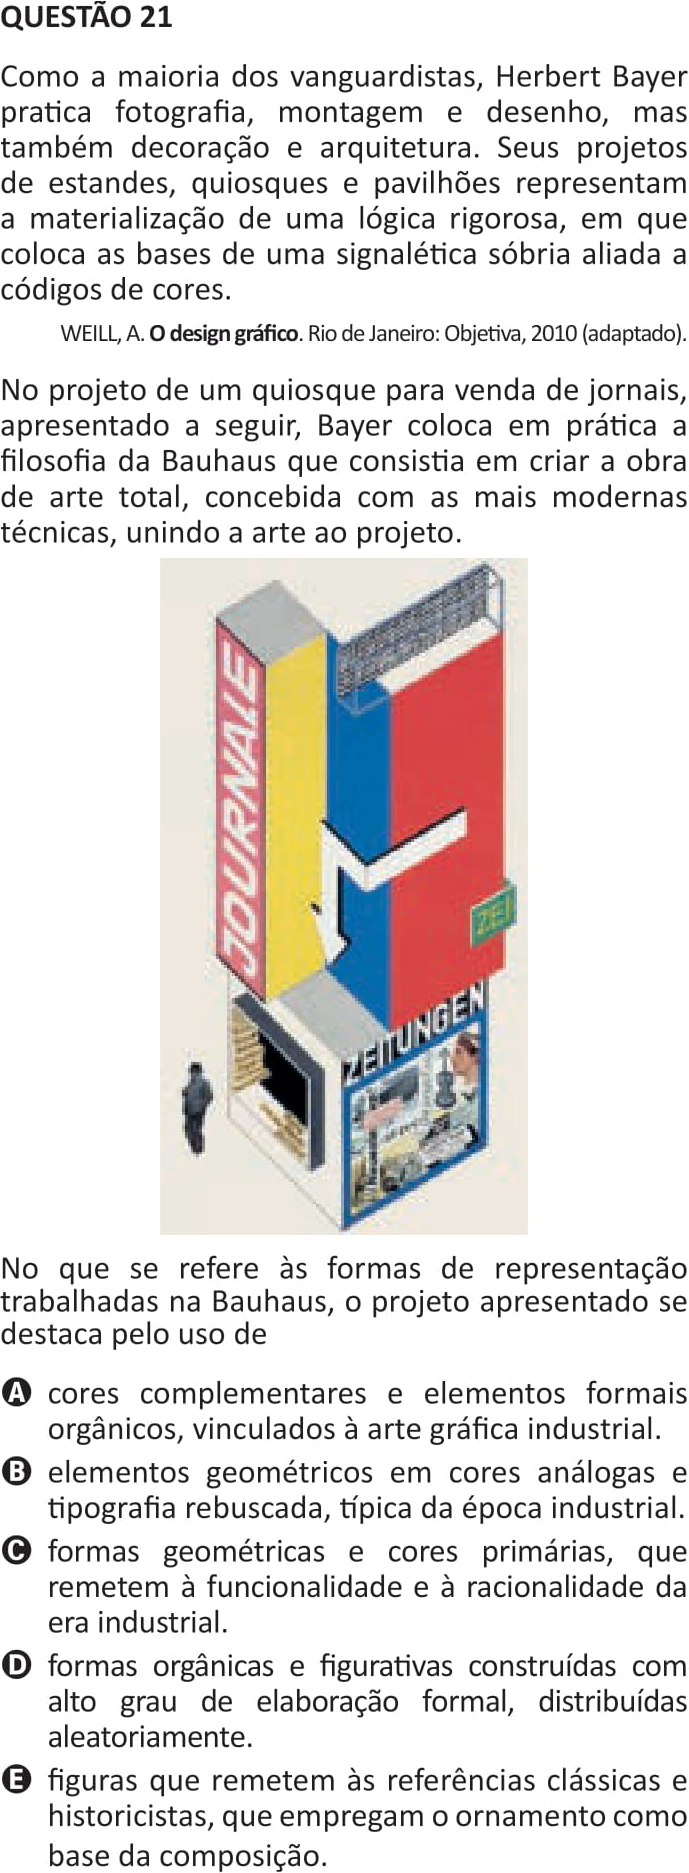 QUESTÃO 21
Como a maioria dos vanguardistas, Herbert Bayer
pratica fotografia, montagem e desenho, mas
também decoração e arquitetura. Seus projetos
de estandes, quiosques e pavilhões representam
a materialização de uma lógica rigorosa, em que
coloca as bases de uma signalética sóbria aliada a
códigos de cores.
WEILL, A. O design gráfico. Rio de Janeiro: Objetiva, 2010 (adaptado).
No projeto de um quiosque para venda de jornais,
apresentado a seguir, Bayer coloca em prática a
filosofia da Bauhaus que consistia em criar a obra
de arte total, concebida com as mais modernas
técnicas, unindo a arte ao projeto.
JOURNALE
ZEI
ZEITUNGEN
No que se refere às formas de representação
trabalhadas na Bauhaus, o projeto apresentado se
destaca pelo uso de
A cores complementares e elementos formais
orgânicos, vinculados à arte gráfica industrial.
B elementos geométricos em cores análogas e
tipografia rebuscada, típica da época industrial.
C formas geométricas e cores primárias, que
remetem à funcionalidade e à racionalidade da
era industrial.
D formas orgânicas e figurativas construídas com
alto grau de elaboração formal, distribuídas
aleatoriamente.
E figuras que remetem às referências clássicas e
historicistas, que empregam o ornamento como
base da composição.